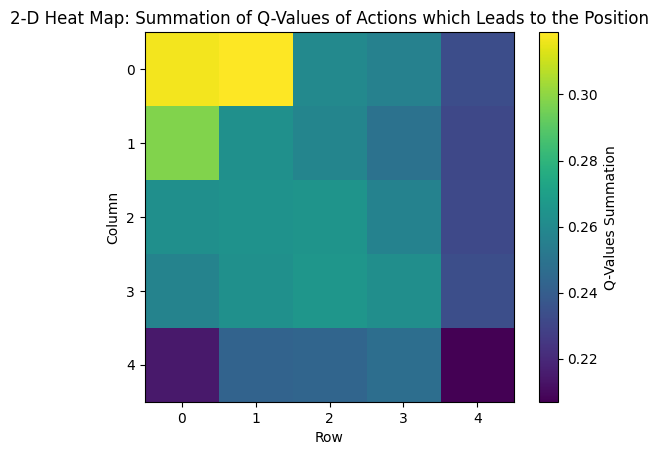 2-D Heat Map: Summation of Q-Values of Actions which Leads to the Position
0
1
2
3
4
Column
0 1 2 3 4
Row
0.30
0.28
0.26
0.24
0.22
Q-Values Summation